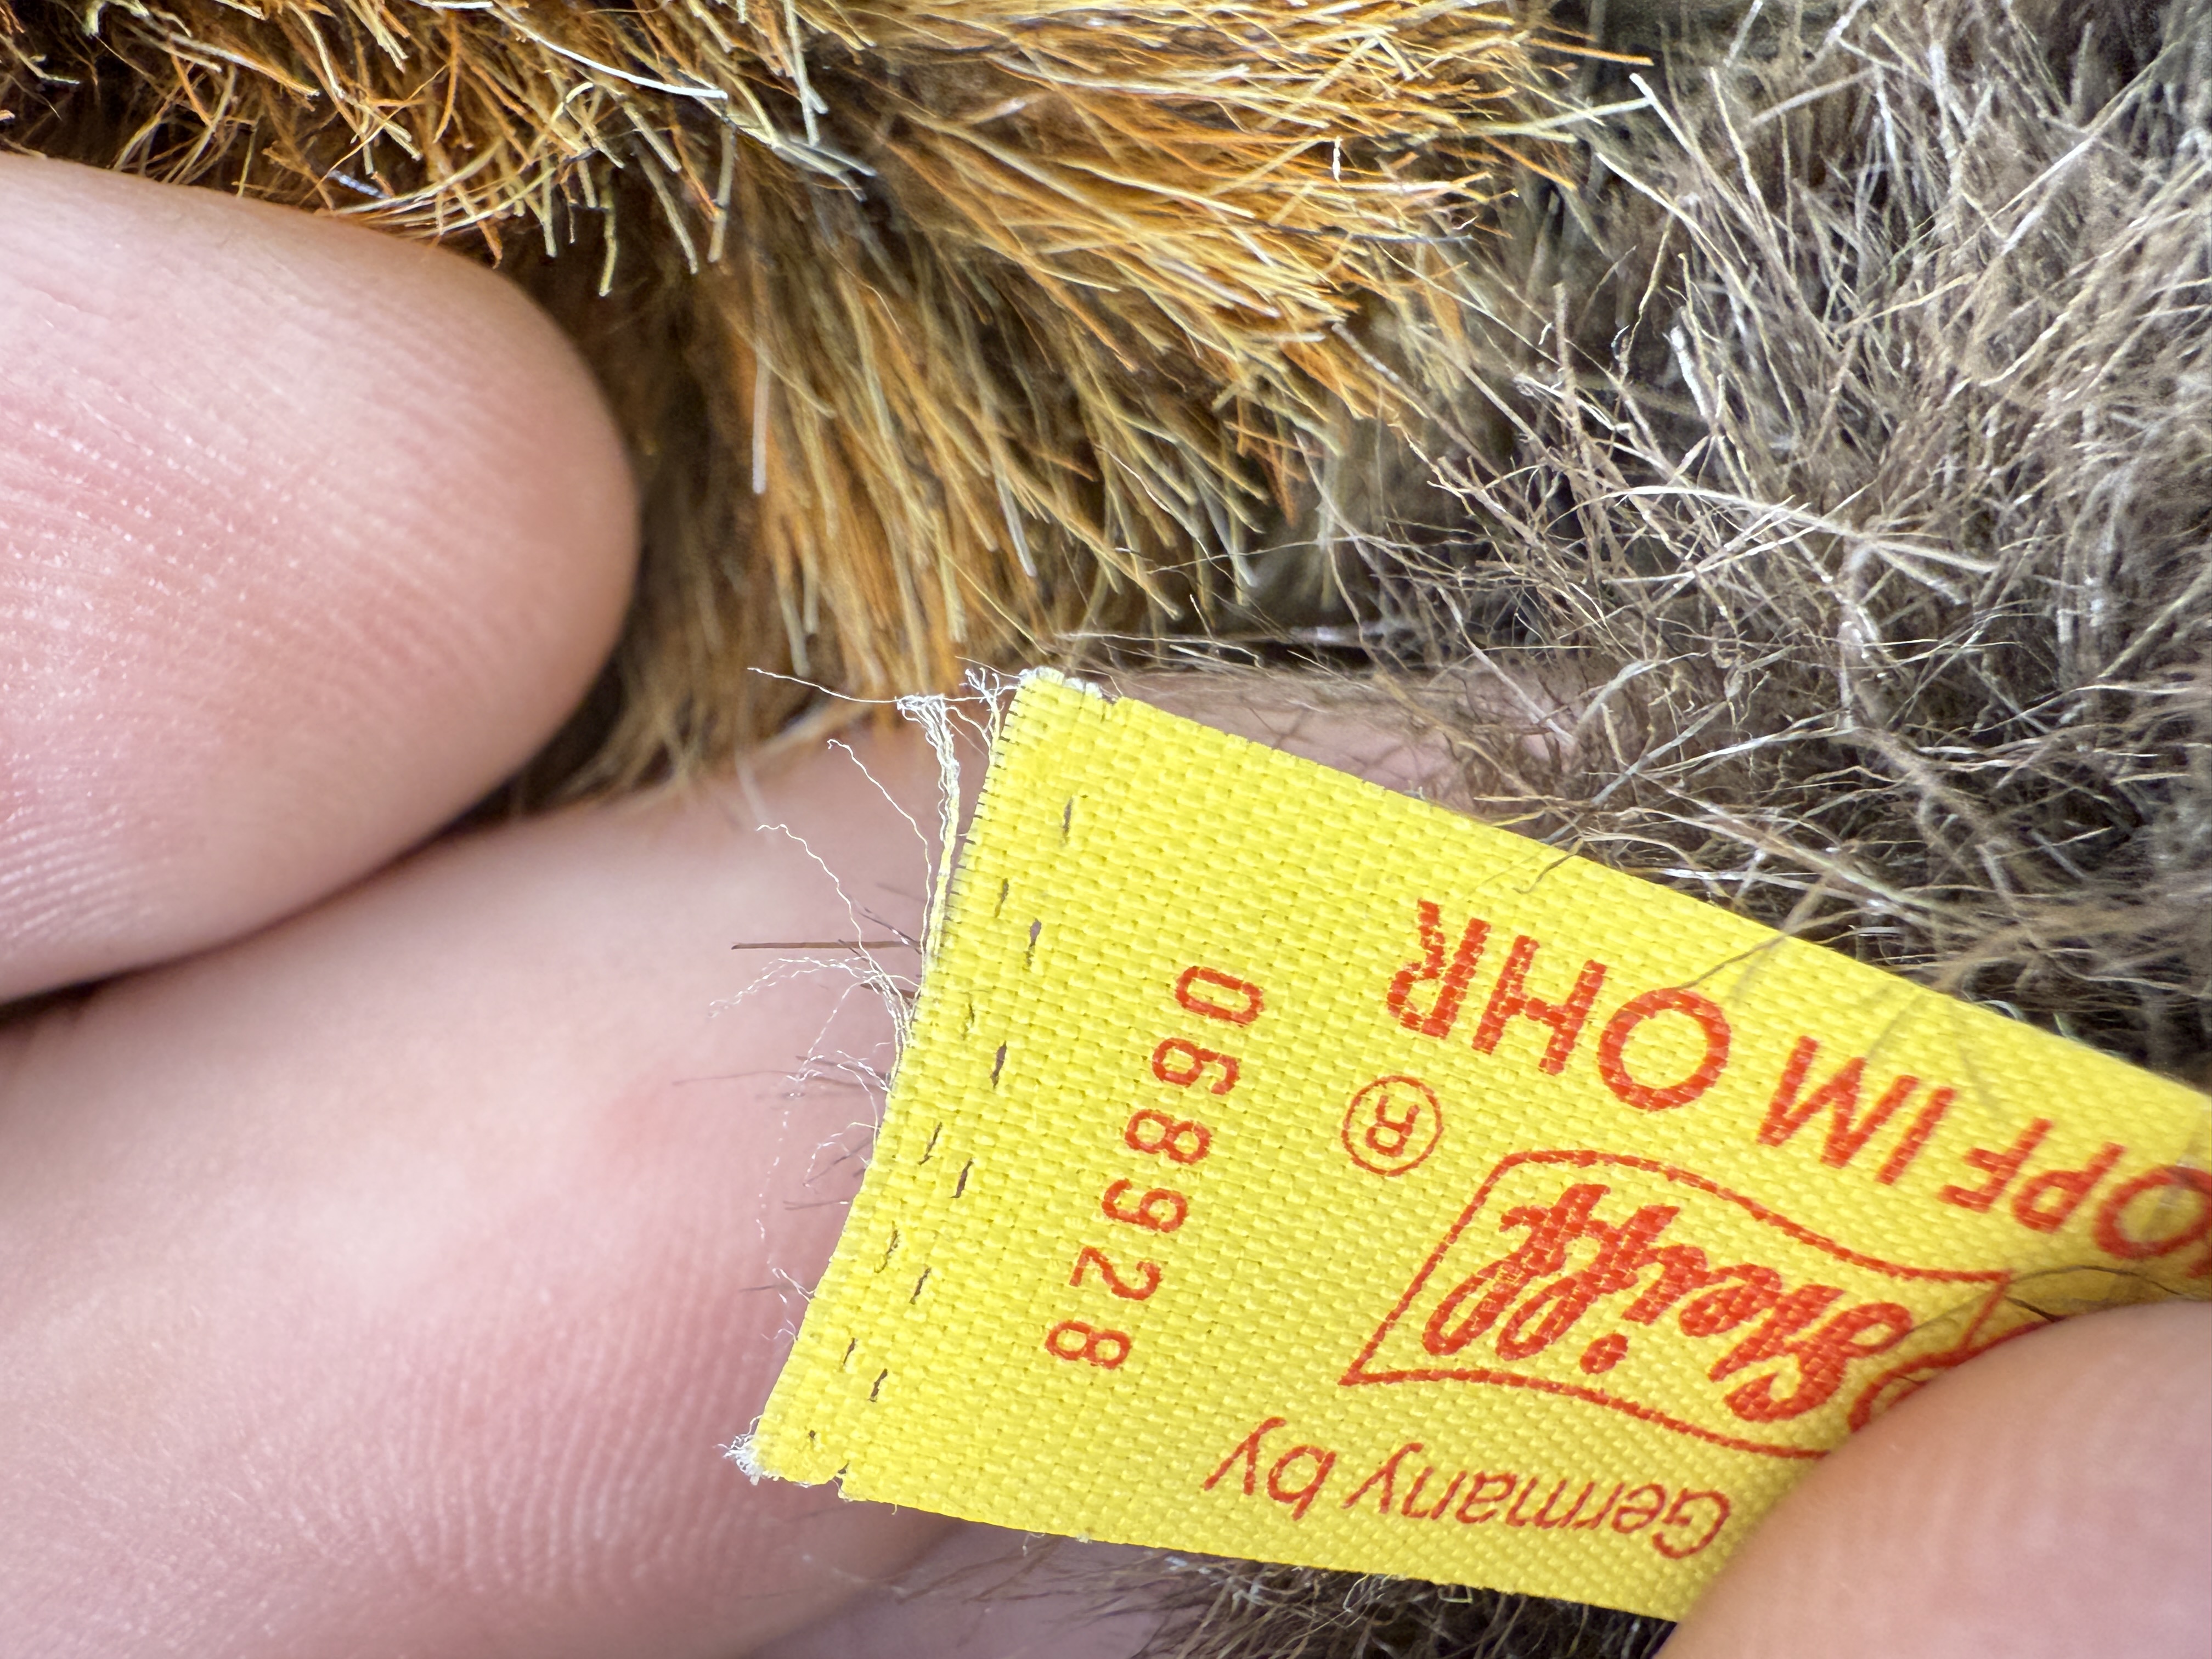 Germany by
Steiff ®
OPF IM OHR
068928